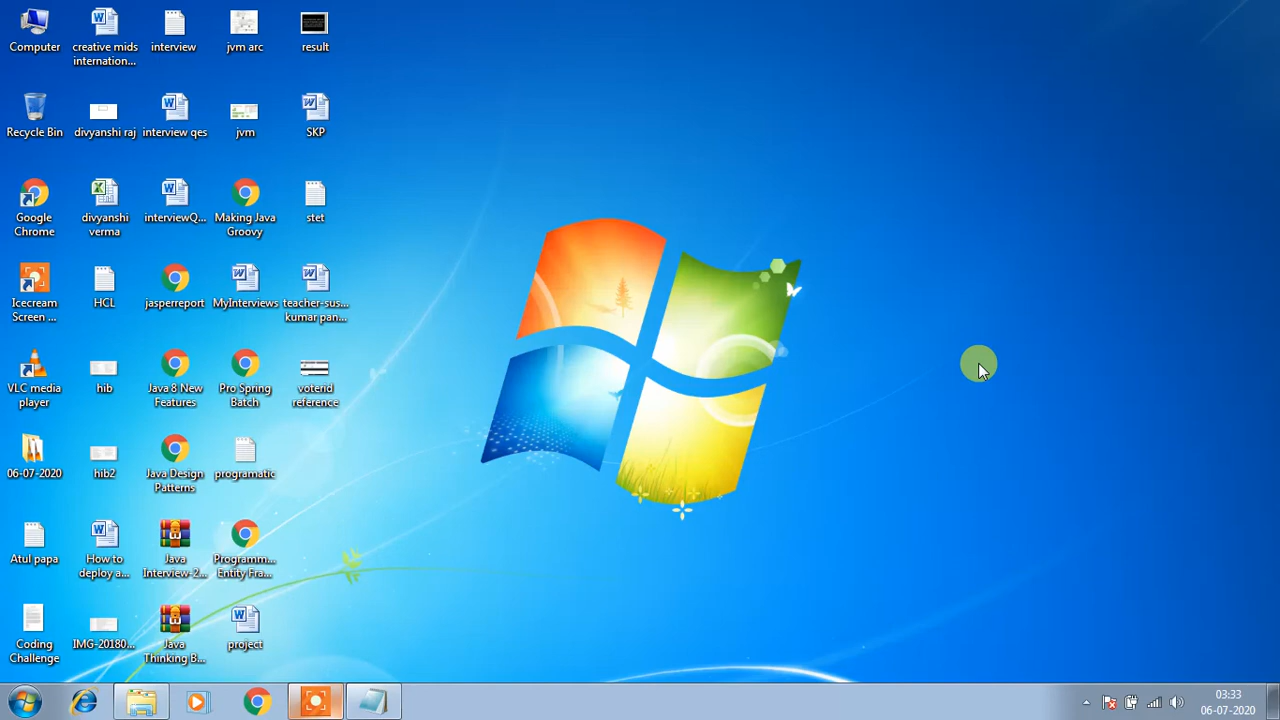 Computer
creative mids
internation...
interview
jvm arc
result
Recycle Bin
divyanshi raj
interview qes
jvm
SKP
Google
Chrome
divyanshi
verma
interviewQ...
Making Java
Groovy
stet
Icecream
Screen ...
HCL
jasperreport
MyInterviews
teacher-sus...
kumar pan...
VLC media
player
hib
Java 8 New
Features
Pro Spring
Batch
voterid
reference
06-07-2020
hib2
Java Design
Patterns
programatic
Atul papa
How to
deploy a...
Java
Interview-2...
Programm...
Entity Fra...
Coding
Challenge
IMG-20180...
Java
Thinking B...
project
03:33
06-07-2020